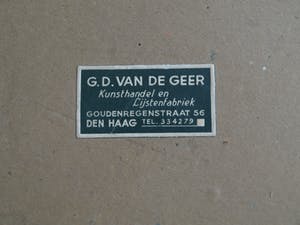 G.D. VAN DE GEER
Kunsthandel en
Lijstenfabriek
GOUDENREGENSTRAAT 56
DEN HAAG TEL. 334279